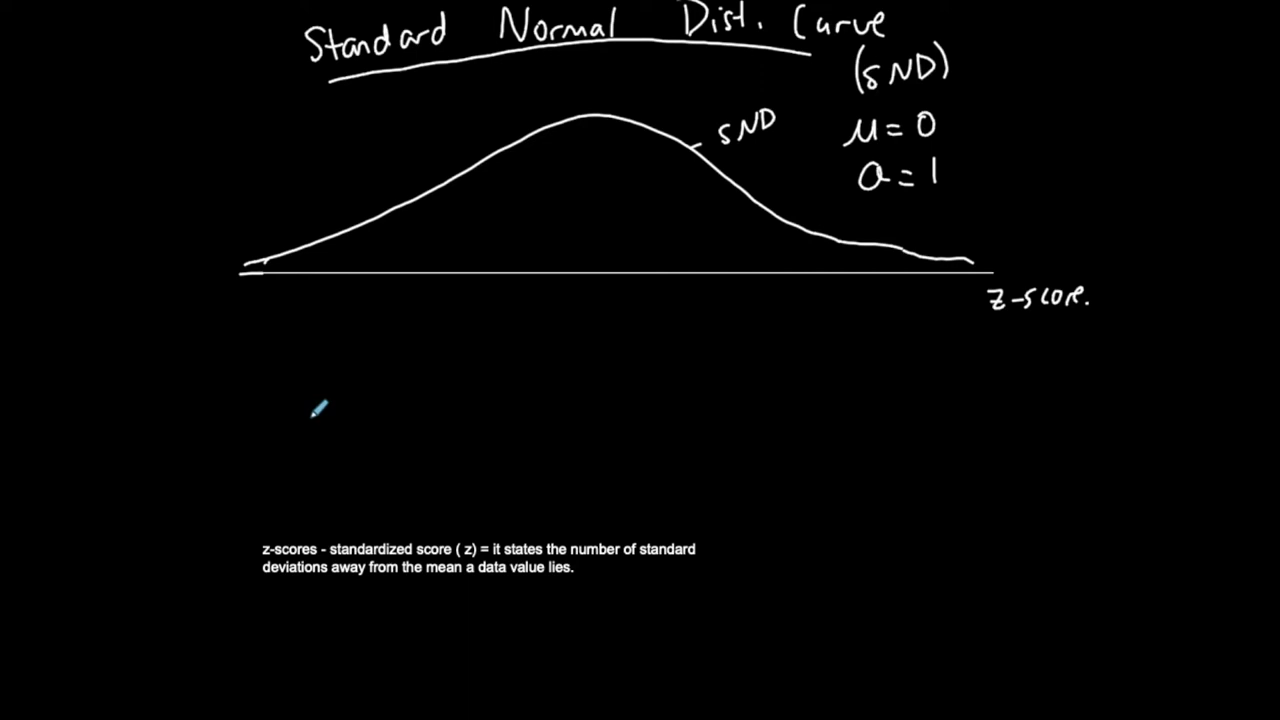 Standard Normal Dist. Curve
(SND)
SND
μ = 0
σ = 1
z-score.
z-scores - standardized score ( z) = it states the number of standard
deviations away from the mean a data value lies.